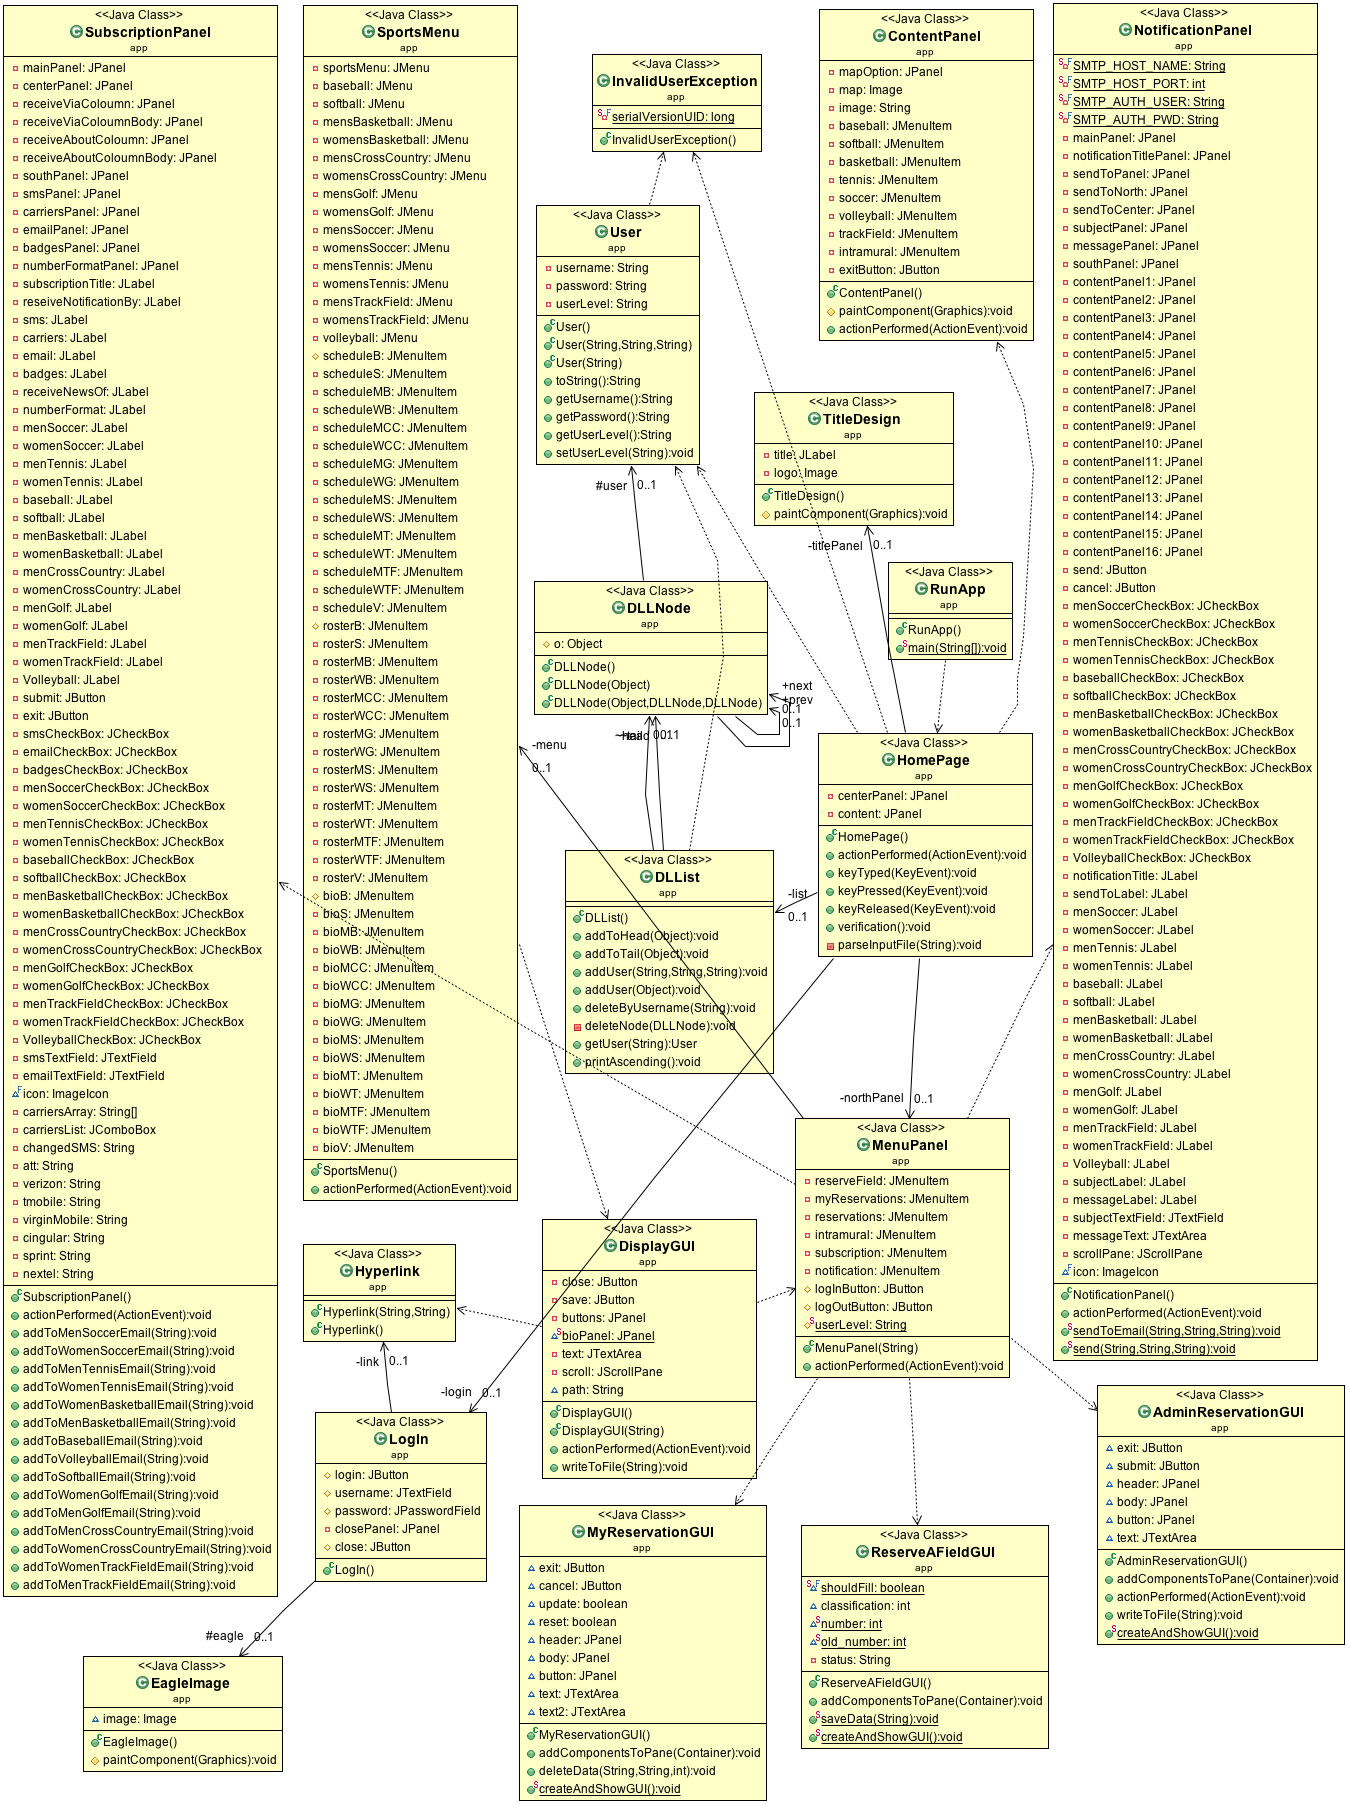 <<Java Class>>
SubscriptionPanel
app
mainPanel: JPanel
centerPanel: JPanel
receiveViaColoumn: JPanel
receiveViaColoumnBody: JPanel
receiveAboutColoumn: JPanel
receiveAboutColoumnBody: JPanel
southPanel: JPanel
smsPanel: JPanel
carriersPanel: JPanel
emailPanel: JPanel
badgesPanel: JPanel
numberFormatPanel: JPanel
subscriptionTitle: JLabel
reseiveNotificationBy: JLabel
sms: JLabel
carriers: JLabel
email: JLabel
badges: JLabel
receiveNewsOf: JLabel
numberFormat: JLabel
menSoccer: JLabel
womenSoccer: JLabel
menTennis: JLabel
womenTennis: JLabel
baseball: JLabel
softball: JLabel
menBasketball: JLabel
womenBasketball: JLabel
menCrossCountry: JLabel
womenCrossCountry: JLabel
menGolf: JLabel
womenGolf: JLabel
menTrackField: JLabel
womenTrackField: JLabel
Volleyball: JLabel
submit: JButton
exit: JButton
smsCheckBox: JCheckBox
emailCheckBox: JCheckBox
badgesCheckBox: JCheckBox
menSoccerCheckBox: JCheckBox
womenSoccerCheckBox: JCheckBox
menTennisCheckBox: JCheckBox
womenTennisCheckBox: JCheckBox
baseballCheckBox: JCheckBox
softballCheckBox: JCheckBox
menBasketballCheckBox: JCheckBox
womenBasketballCheckBox: JCheckBox
menCrossCountryCheckBox: JCheckBox
womenCrossCountryCheckBox: JCheckBox
menGolfCheckBox: JCheckBox
womenGolfCheckBox: JCheckBox
menTrackFieldCheckBox: JCheckBox
womenTrackFieldCheckBox: JCheckBox
VolleyballCheckBox: JCheckBox
smsTextField: JTextField
emailTextField: JTextField
icon: ImageIcon
carriersArray: String[]
carriersList: JComboBox
changedSMS: String
att: String
verizon: String
tmobile: String
virginMobile: String
cingular: String
sprint: String
nextel: String
SubscriptionPanel()
actionPerformed(ActionEvent):void
addToMenSoccerEmail(String):void
addToWomenSoccerEmail(String):void
addToMenTennisEmail(String):void
addToWomenTennisEmail(String):void
addToWomenBasketballEmail(String):void
addToMenBasketballEmail(String):void
addToBaseballEmail(String):void
addToVolleyballEmail(String):void
addToSoftballEmail(String):void
addToWomenGolfEmail(String):void
addToMenGolfEmail(String):void
addToMenCrossCountryEmail(String):void
addToWomenCrossCountryEmail(String):void
addToWomenTrackFieldEmail(String):void
addToMenTrackFieldEmail(String):void
<<Java Class>>
SportsMenu
app
sportsMenu: JMenu
baseball: JMenu
softball: JMenu
mensBasketball: JMenu
womensBasketball: JMenu
mensCrossCountry: JMenu
womensCrossCountry: JMenu
mensGolf: JMenu
womensGolf: JMenu
mensSoccer: JMenu
womensSoccer: JMenu
mensTennis: JMenu
womensTennis: JMenu
mensTrackField: JMenu
womensTrackField: JMenu
volleyball: JMenu
scheduleB: JMenuItem
scheduleS: JMenuItem
scheduleMB: JMenuItem
scheduleWB: JMenuItem
scheduleMCC: JMenuItem
scheduleWCC: JMenuItem
scheduleMG: JMenuItem
scheduleWG: JMenuItem
scheduleMS: JMenuItem
scheduleWS: JMenuItem
scheduleMT: JMenuItem
scheduleWT: JMenuItem
scheduleMTF: JMenuItem
scheduleWTF: JMenuItem
scheduleV: JMenuItem
rosterB: JMenuItem
rosterS: JMenuItem
rosterMB: JMenuItem
rosterWB: JMenuItem
rosterMCC: JMenuItem
rosterWCC: JMenuItem
rosterMG: JMenuItem
rosterWG: JMenuItem
rosterMS: JMenuItem
rosterWS: JMenuItem
rosterMT: JMenuItem
rosterWT: JMenuItem
rosterMTF: JMenuItem
rosterWTF: JMenuItem
rosterV: JMenuItem
bioB: JMenuItem
bioS: JMenuItem
bioMB: JMenuItem
bioWB: JMenuItem
bioMCC: JMenuItem
bioWCC: JMenuItem
bioMG: JMenuItem
bioWG: JMenuItem
bioMS: JMenuItem
bioWS: JMenuItem
bioMT: JMenuItem
bioWT: JMenuItem
bioMTF: JMenuItem
bioWTF: JMenuItem
bioV: JMenuItem
SportsMenu()
actionPerformed(ActionEvent):void
<<Java Class>>
InvalidUserException
app
serialVersionUID: long
InvalidUserException()
<<Java Class>>
User
app
username: String
password: String
userLevel: String
User()
User(String,String,String)
User(String)
toString():String
getUsername():String
getPassword():String
getUserLevel():String
setUserLevel(String):void
#user 0..1
<<Java Class>>
DLLNode
app
o: Object
DLLNode()
DLLNode(Object)
DLLNode(Object,DLLNode,DLLNode)
+next
+prev
0..1
0..1
<<Java Class>>
DLList
app
DLList()
addToHead(Object):void
addToTail(Object):void
addUser(String,String,String):void
addUser(Object):void
deleteByUsername(String):void
deleteNode(DLLNode):void
getUser(String):User
printAscending():void
<<Java Class>>
ContentPanel
app
mapOption: JPanel
map: Image
image: String
baseball: JMenuItem
softball: JMenuItem
basketball: JMenuItem
tennis: JMenuItem
soccer: JMenuItem
volleyball: JMenuItem
trackField: JMenuItem
intramural: JMenuItem
exitButton: JButton
ContentPanel()
paintComponent(Graphics):void
actionPerformed(ActionEvent):void
<<Java Class>>
TitleDesign
app
title: JLabel
logo: Image
TitleDesign()
paintComponent(Graphics):void
-titlePanel 0..1
<<Java Class>>
RunApp
app
RunApp()
main(String[]):void
<<Java Class>>
HomePage
app
centerPanel: JPanel
content: JPanel
HomePage()
actionPerformed(ActionEvent):void
keyTyped(KeyEvent):void
keyPressed(KeyEvent):void
keyReleased(KeyEvent):void
verification():void
parseInputFile(String):void
-list
0..1
-menu
0..1
-northPanel 0..1
<<Java Class>>
MenuPanel
app
reserveField: JMenuItem
myReservations: JMenuItem
reservations: JMenuItem
intramural: JMenuItem
subscription: JMenuItem
notification: JMenuItem
logInButton: JButton
logOutButton: JButton
userLevel: String
MenuPanel(String)
actionPerformed(ActionEvent):void
<<Java Class>>
NotificationPanel
app
SMTP_HOST_NAME: String
SMTP_HOST_PORT: int
SMTP_AUTH_USER: String
SMTP_AUTH_PWD: String
mainPanel: JPanel
notificationTitlePanel: JPanel
sendToPanel: JPanel
sendToNorth: JPanel
sendToCenter: JPanel
subjectPanel: JPanel
messagePanel: JPanel
southPanel: JPanel
contentPanel1: JPanel
contentPanel2: JPanel
contentPanel3: JPanel
contentPanel4: JPanel
contentPanel5: JPanel
contentPanel6: JPanel
contentPanel7: JPanel
contentPanel8: JPanel
contentPanel9: JPanel
contentPanel10: JPanel
contentPanel11: JPanel
contentPanel12: JPanel
contentPanel13: JPanel
contentPanel14: JPanel
contentPanel15: JPanel
contentPanel16: JPanel
send: JButton
cancel: JButton
menSoccerCheckBox: JCheckBox
womenSoccerCheckBox: JCheckBox
menTennisCheckBox: JCheckBox
womenTennisCheckBox: JCheckBox
baseballCheckBox: JCheckBox
softballCheckBox: JCheckBox
menBasketballCheckBox: JCheckBox
womenBasketballCheckBox: JCheckBox
menCrossCountryCheckBox: JCheckBox
womenCrossCountryCheckBox: JCheckBox
menGolfCheckBox: JCheckBox
womenGolfCheckBox: JCheckBox
menTrackFieldCheckBox: JCheckBox
womenTrackFieldCheckBox: JCheckBox
VolleyballCheckBox: JCheckBox
notificationTitle: JLabel
sendToLabel: JLabel
menSoccer: JLabel
womenSoccer: JLabel
menTennis: JLabel
womenTennis: JLabel
baseball: JLabel
softball: JLabel
menBasketball: JLabel
womenBasketball: JLabel
menCrossCountry: JLabel
womenCrossCountry: JLabel
menGolf: JLabel
womenGolf: JLabel
menTrackField: JLabel
womenTrackField: JLabel
Volleyball: JLabel
subjectLabel: JLabel
messageLabel: JLabel
subjectTextField: JTextField
messageText: JTextArea
scrollPane: JScrollPane
icon: ImageIcon
NotificationPanel()
actionPerformed(ActionEvent):void
sendToEmail(String,String,String):void
send(String,String,String):void
<<Java Class>>
Hyperlink
app
Hyperlink(String,String)
Hyperlink()
-link 0..1
-login 0..1
<<Java Class>>
LogIn
app
login: JButton
username: JTextField
password: JPasswordField
closePanel: JPanel
close: JButton
LogIn()
#eagle 0..1
<<Java Class>>
EagleImage
app
image: Image
EagleImage()
paintComponent(Graphics):void
<<Java Class>>
DisplayGUI
app
close: JButton
save: JButton
buttons: JPanel
bioPanel: JPanel
text: JTextArea
scroll: JScrollPane
path: String
DisplayGUI()
DisplayGUI(String)
actionPerformed(ActionEvent):void
writeToFile(String):void
<<Java Class>>
MyReservationGUI
app
exit: JButton
cancel: JButton
update: boolean
reset: boolean
header: JPanel
body: JPanel
button: JPanel
text: JTextArea
text2: JTextArea
MyReservationGUI()
addComponentsToPane(Container):void
deleteData(String,String,int):void
createAndShowGUI():void
<<Java Class>>
ReserveAFieldGUI
app
shouldFill: boolean
classification: int
number: int
old_number: int
status: String
ReserveAFieldGUI()
addComponentsToPane(Container):void
saveData(String):void
createAndShowGUI():void
<<Java Class>>
AdminReservationGUI
app
exit: JButton
submit: JButton
header: JPanel
body: JPanel
button: JPanel
text: JTextArea
AdminReservationGUI()
addComponentsToPane(Container):void
actionPerformed(ActionEvent):void
writeToFile(String):void
createAndShowGUI():void